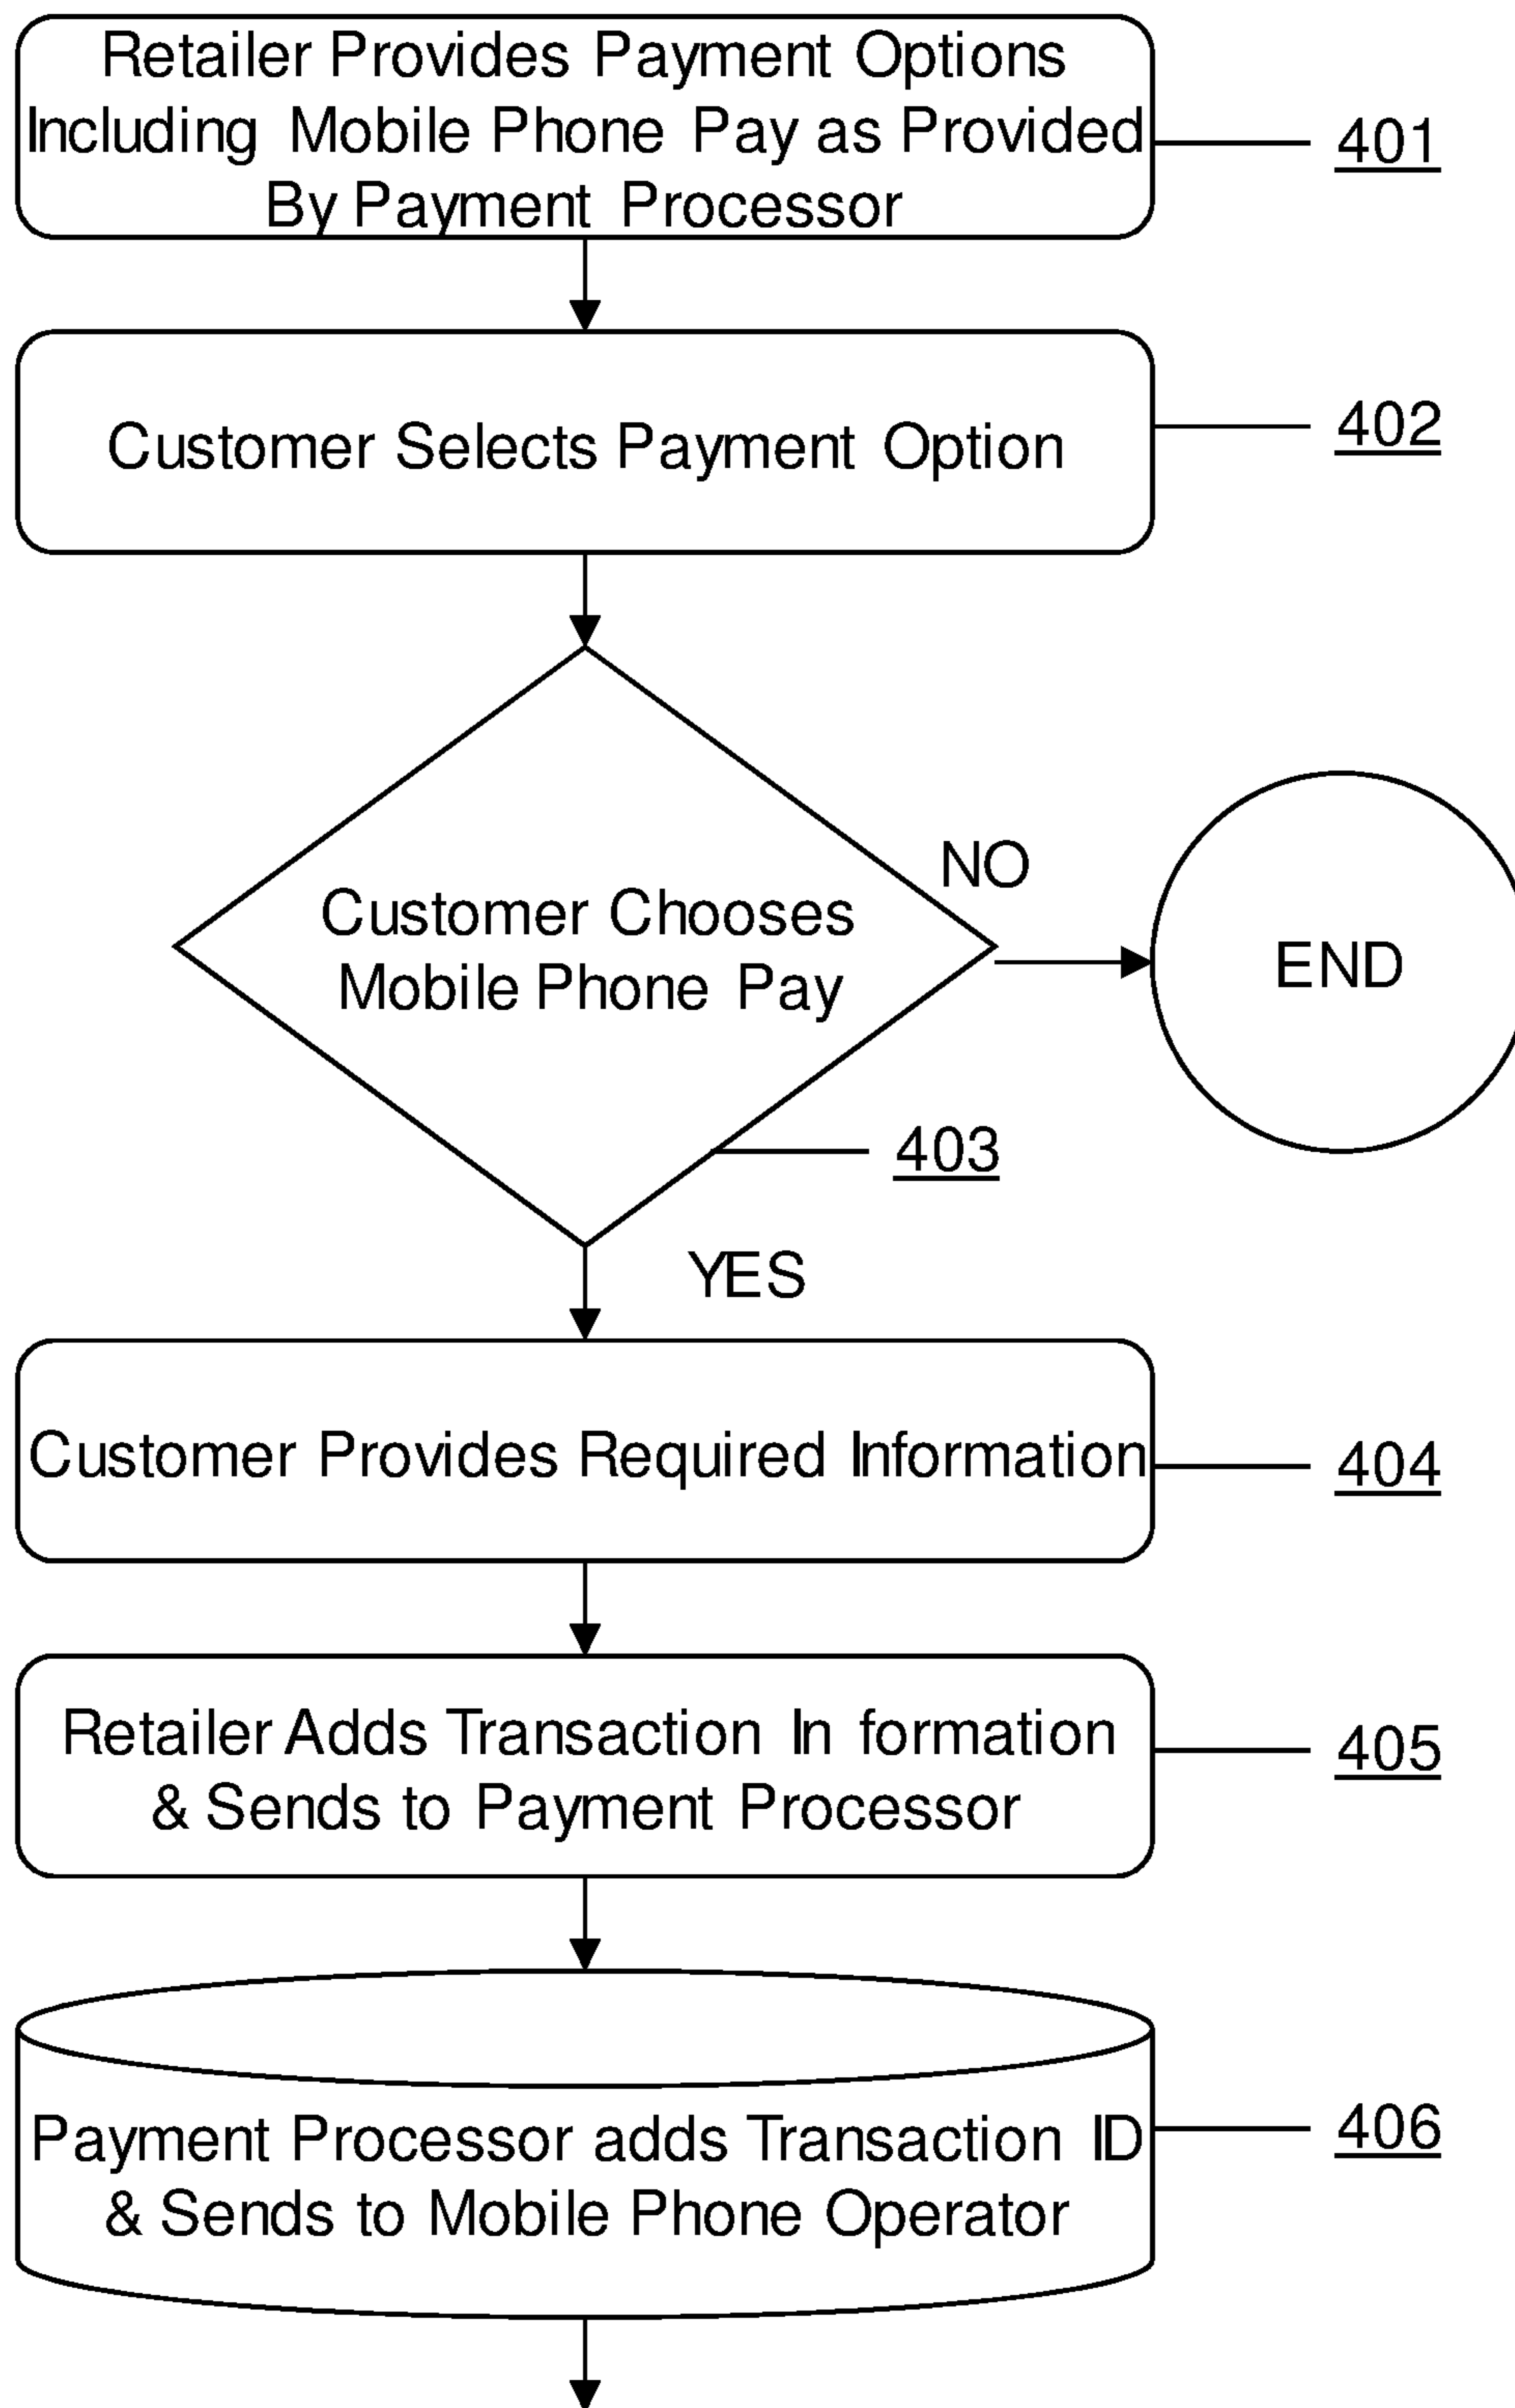 Retailer Provides Payment Options
Including Mobile Phone Pay as Provided
By Payment Processor
401
Customer Selects Payment Option
402
Customer Chooses
Mobile Phone Pay
NO
END
403
YES
Customer Provides Required Information
404
Retailer Adds Transaction In formation
& Sends to Payment Processor
405
Payment Processor adds Transaction ID
& Sends to Mobile Phone Operator
406